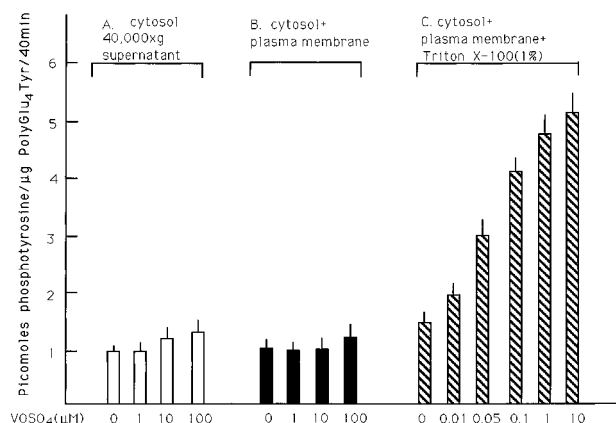 A. cytosol
40,000xg
supernatant
B. cytosol+
plasma membrane
C. cytosol+
plasma membrane+
Triton X-100(1%)
Picomoles phosphotyrosine/µg PolyGlu4Tyr/40min
6
5
4
3
2
1
VOSO4(µM) 0 1 10 100 0 1 10 100 0 0.01 0.05 0.1 1 10